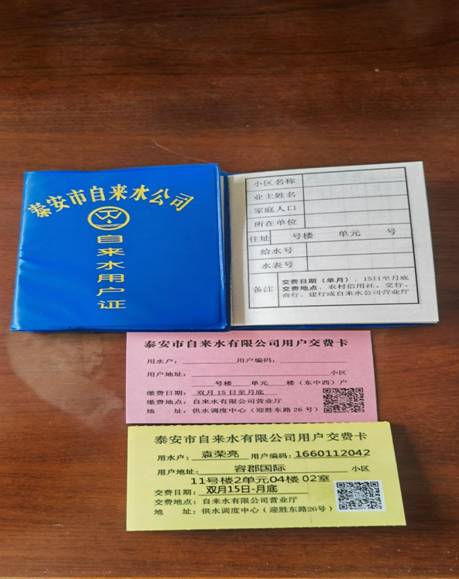 泰安市自来水公司
自来水用户证
小区名称
业主姓名
家庭人口
所在单位
住址 号楼 单元 号
给水号
水表号
备注
交费日期（单月）：15日至月底
交费地点：农村信用社、交行、
商行、建行或自来水公司营业厅
泰安市自来水有限公司用户交费卡
用水户： 用户编码：
用户地址： 小区
号楼 单元 楼（东中西）户
缴费日期： 双月15日至月底
交费地点：自来水有限公司营业厅
地 址：供水调度中心（迎胜东路26号）
泰安市自来水有限公司用户交费卡
用水户： 袁荣亮 用户编码：1660112042
用户地址： 容郡国际 小区
11号楼2单元04楼 02室
交费日期： 双月15日-月底
交费地点：自来水有限公司营业厅
地 址：供水调度中心（迎胜东路26号）